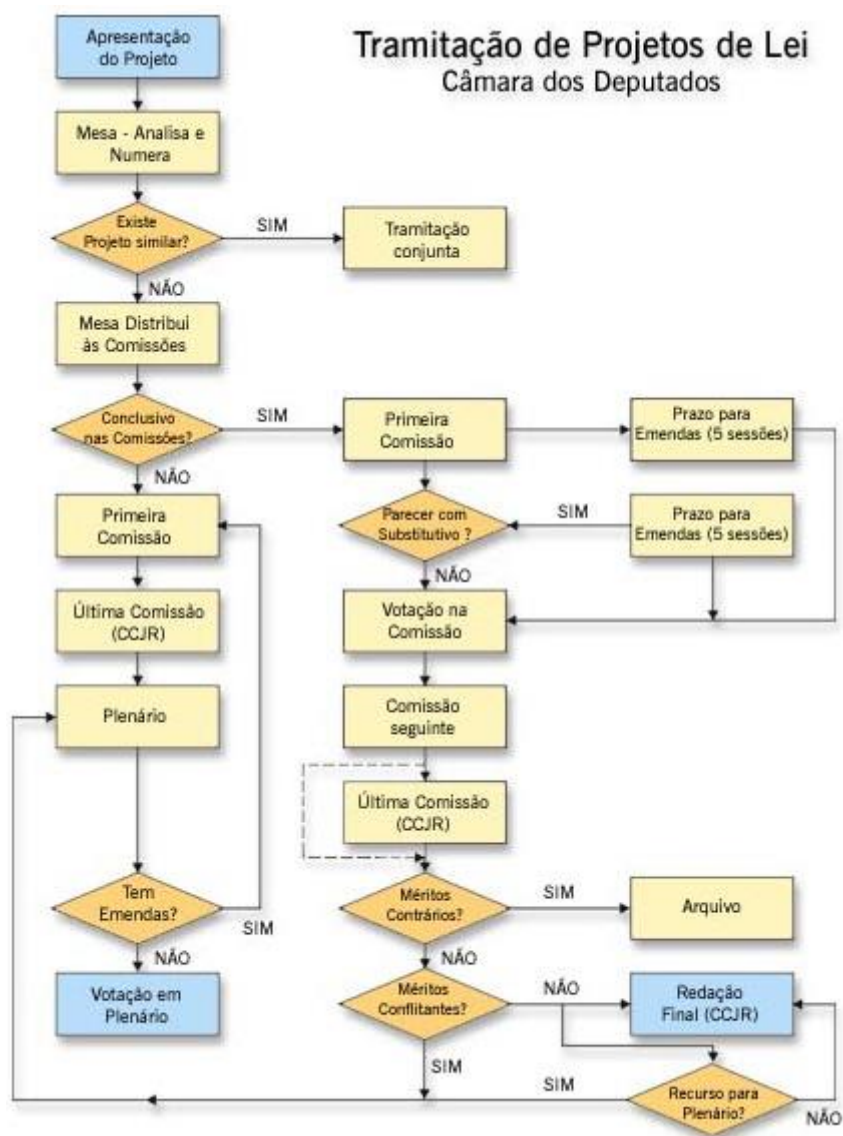 Tramitação de Projetos de Lei
Câmara dos Deputados
Apresentação
do Projeto
Mesa - Analisa e
Numera
Existe
Projeto similar?
SIM
Tramitação
conjunta
NÃO
Mesa Distribui
às Comissões
Conclusivo
nas Comissões?
SIM
Primeira
Comissão
Prazo para
Emendas (5 sessões)
NÃO
Primeira
Comissão
Parecer com
Substitutivo ?
SIM
Prazo para
Emendas (5 sessões)
NÃO
Última Comissão
(CCJR)
Votação na
Comissão
Plenário
Comissão
seguinte
Última Comissão
(CCJR)
Tem
Emendas?
SIM
Méritos
Contrários?
SIM
Arquivo
NÃO
NÃO
Votação em
Plenário
Méritos
Conflitantes?
NÃO
Redação
Final (CCJR)
SIM
SIM
Recurso para
Plenário?
NÃO